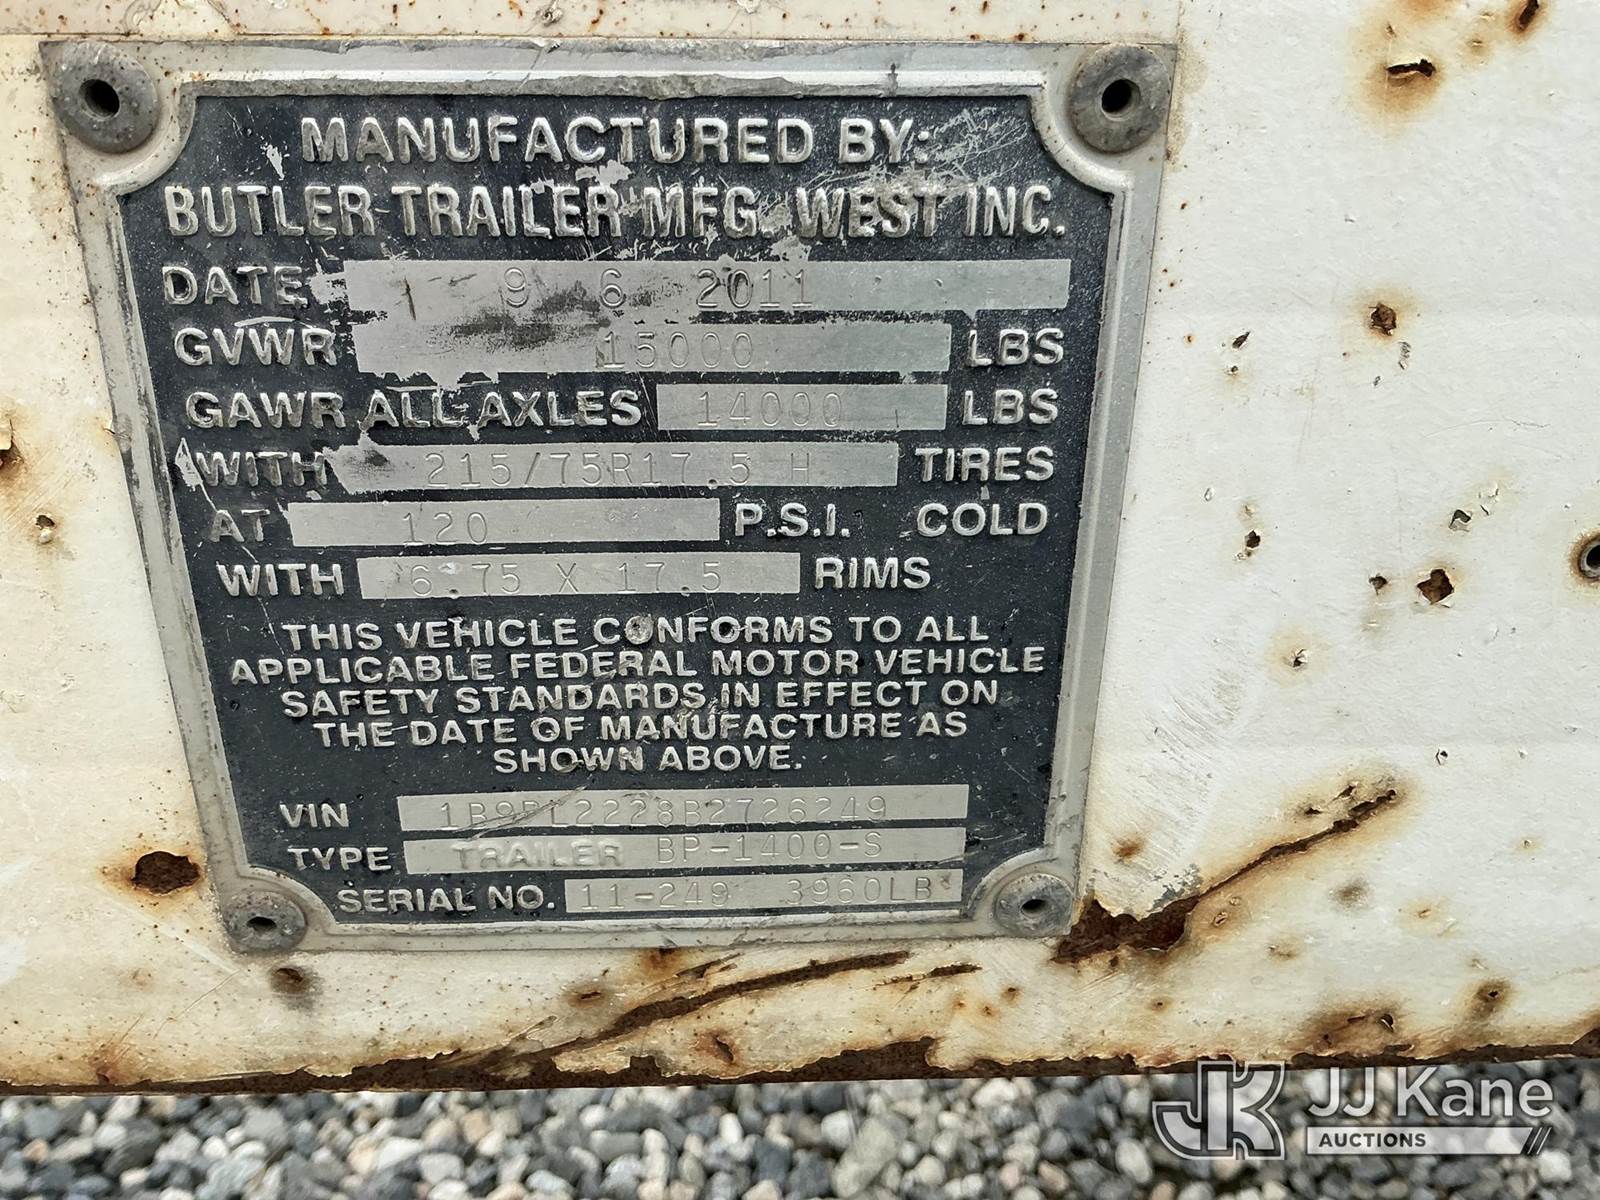 MANUFACTURED BY:
BUTLER TRAILER MFG. WEST INC.
DATE 9 6 2011
GVWR 15000 LBS
GAWR ALL AXLES 14000 LBS
WITH 215/75R17.5 H TIRES
AT 120 P.S.I. COLD
WITH 6.75 X 17.5 RIMS
THIS VEHICLE CONFORMS TO ALL
APPLICABLE FEDERAL MOTOR VEHICLE
SAFETY STANDARDS IN EFFECT ON
THE DATE OF MANUFACTURE AS
SHOWN ABOVE.
VIN
TYPE TRAILER BP-1400-S
SERIAL NO. 11-249 3960LB
JK JJ Kane
AUCTIONS